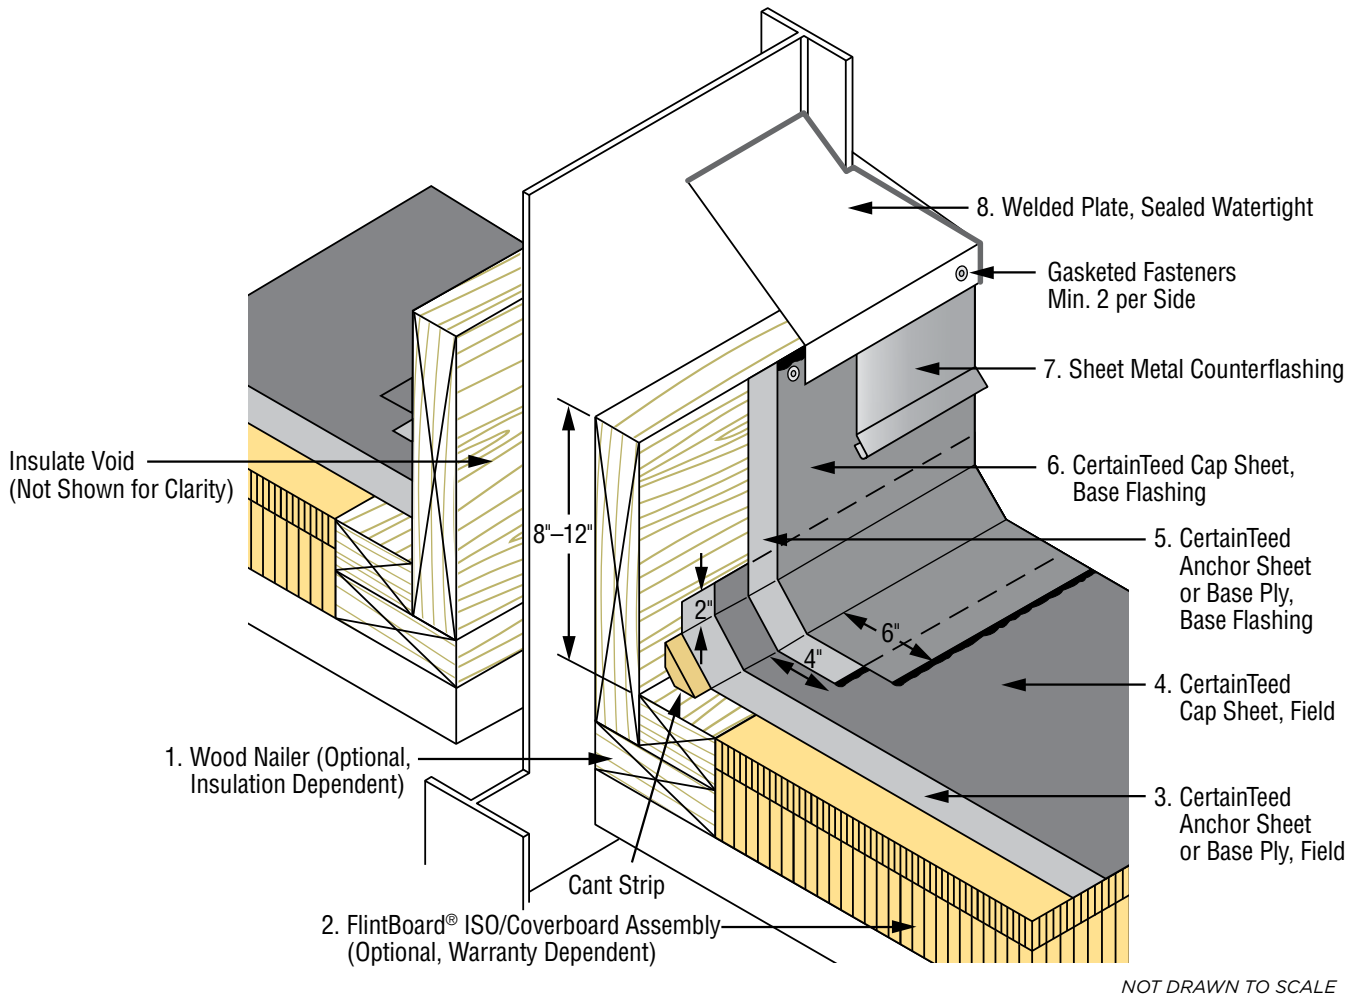 8. Welded Plate, Sealed Watertight
Gasketed Fasteners
Min. 2 per Side
7. Sheet Metal Counterflashing
Insulate Void
(Not Shown for Clarity)
6. CertainTeed Cap Sheet,
Base Flashing
8"–12"
5. CertainTeed
Anchor Sheet
or Base Ply,
Base Flashing
2"
6"
4"
4. CertainTeed
Cap Sheet, Field
1. Wood Nailer (Optional,
Insulation Dependent)
3. CertainTeed
Anchor Sheet
or Base Ply, Field
Cant Strip
2. FlintBoard® ISO/Coverboard Assembly
(Optional, Warranty Dependent)
NOT DRAWN TO SCALE